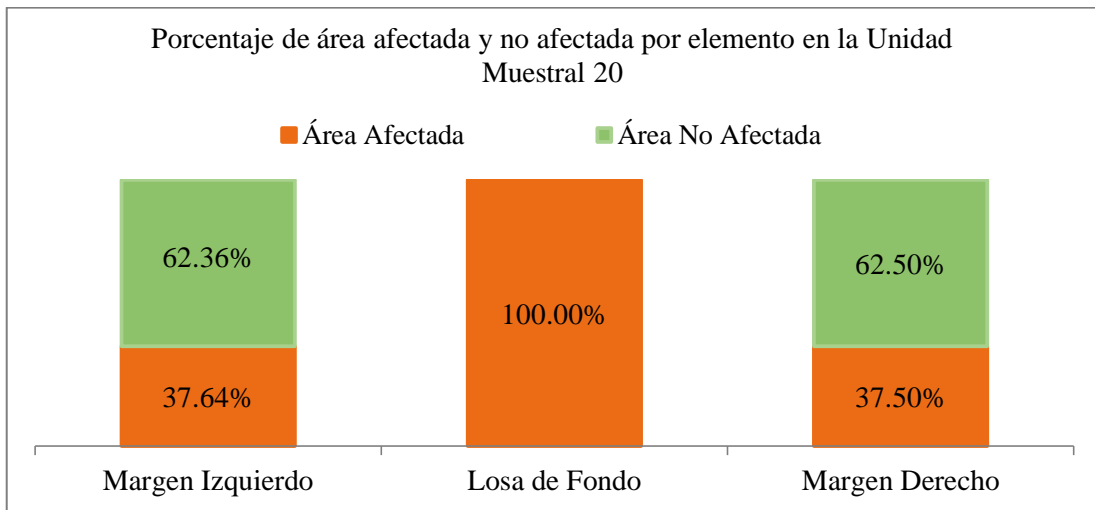 Porcentaje de área afectada y no afectada por elemento en la Unidad
Muestral 20
Área Afectada
Área No Afectada
62.36%
100.00%
62.50%
37.64%
37.50%
Margen Izquierdo
Losa de Fondo
Margen Derecho